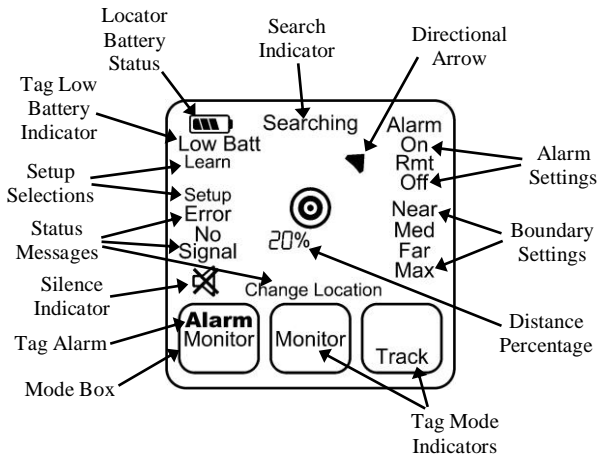 Locator
Battery
Status
Search
Indicator
Directional
Arrow
Tag Low
Battery
Indicator
Setup
Selections
Status
Messages
Silence
Indicator
Tag Alarm
Mode Box
Searching
Low Batt
Learn
Setup
Error
No
Signal
20%
Change Location
Alarm
On
Rmt
Off
Near
Med
Far
Max
Alarm
Monitor
Monitor
Track
Alarm
Settings
Boundary
Settings
Distance
Percentage
Tag Mode
Indicators